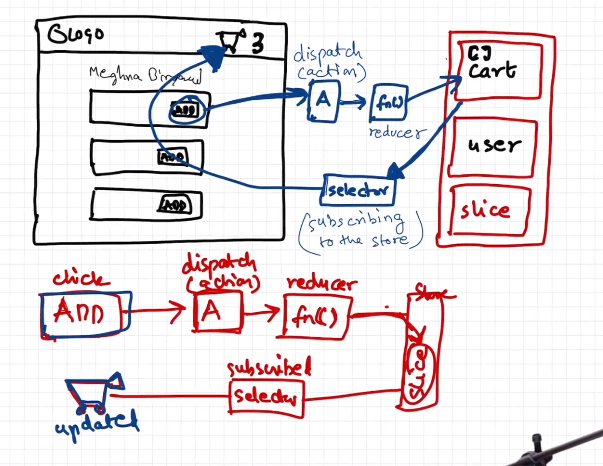 Logo 3
Meghna
ADD
ADD
ADD
dispatch
(action)
A
fn()
reducer
selector
(subscribing
to the store)
[]
cart
user
slice
click
ADD
dispatch
(action)
A
reducer
fn()
Store
slice
subscribed
selector
updated